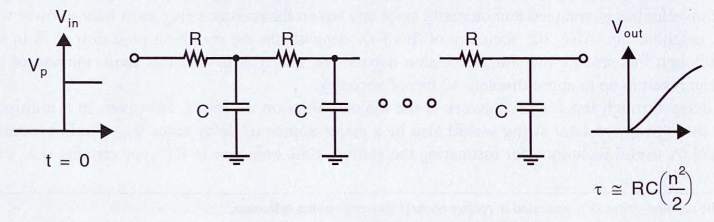 V_in
V_p
t = 0
R
R
R
C
C
C
V_out
τ ≅ RC(n²/2)